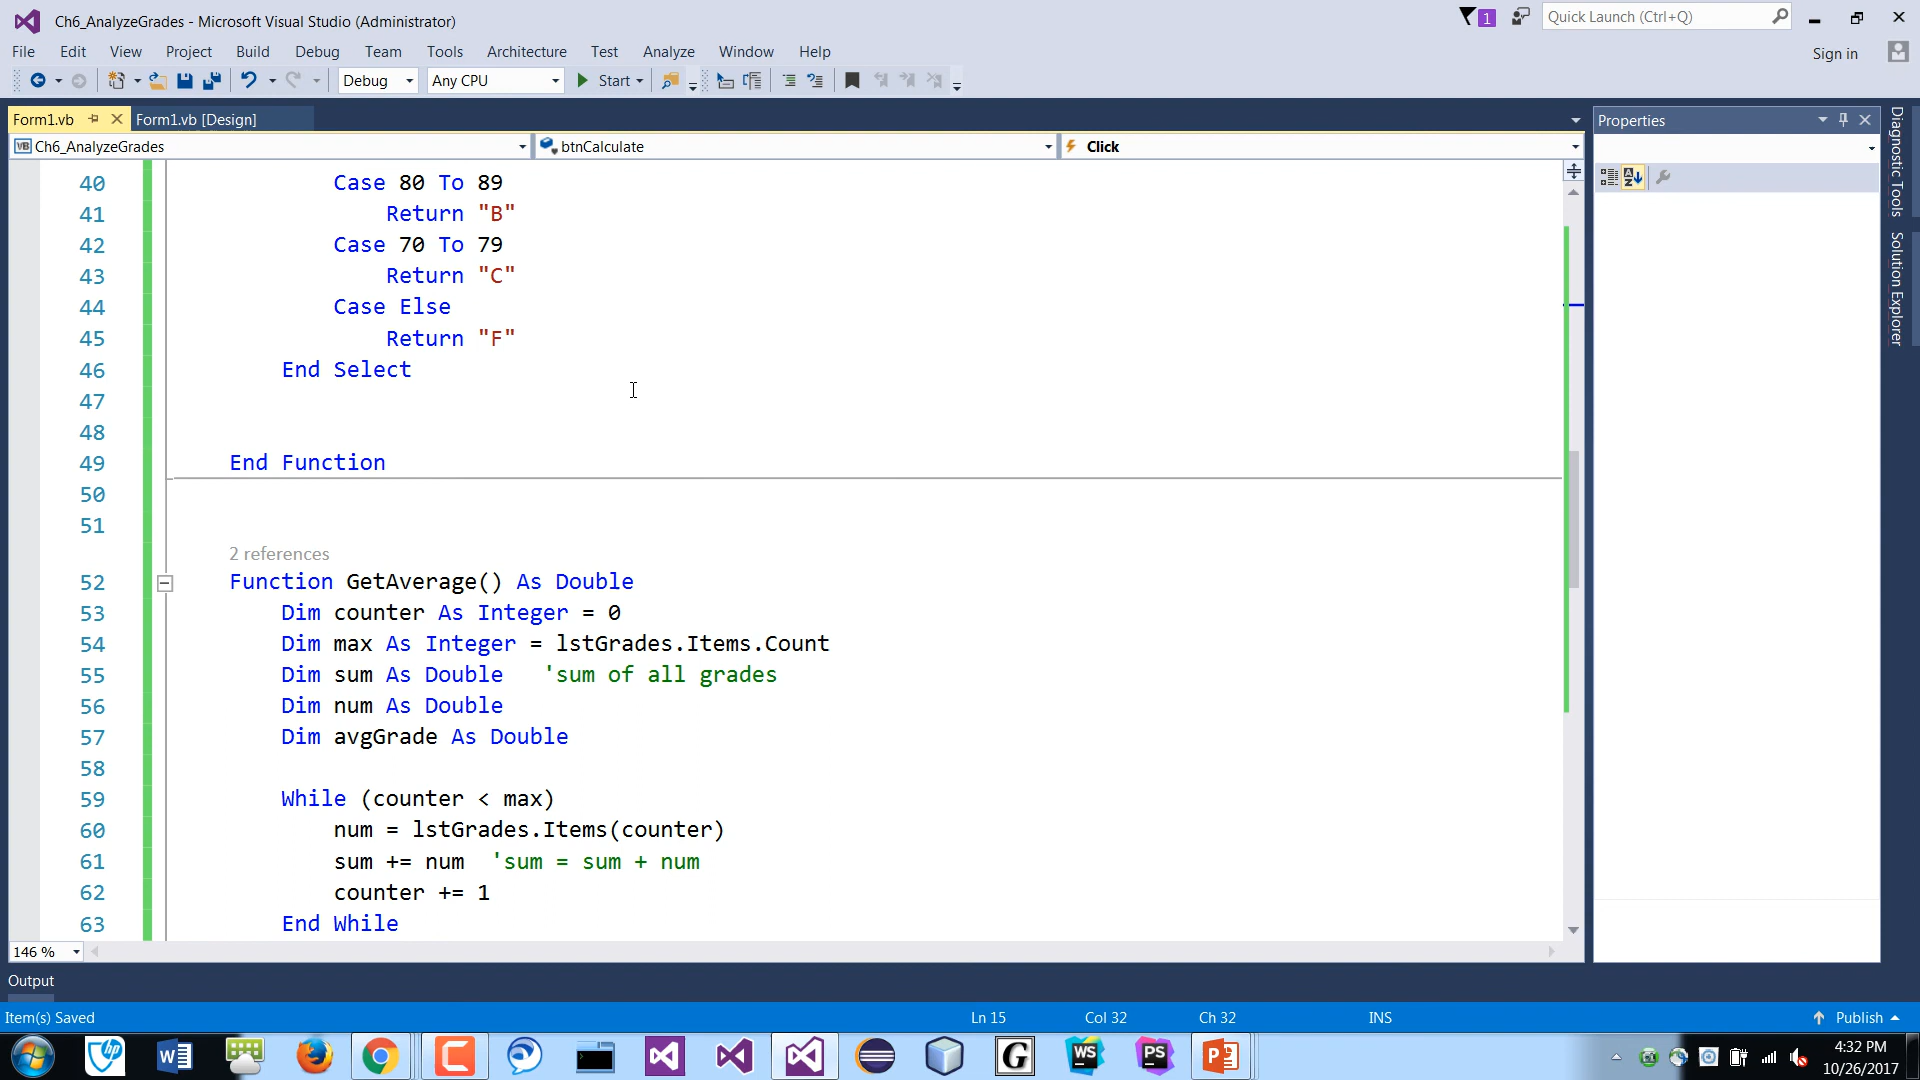 Ch6_AnalyzeGrades - Microsoft Visual Studio (Administrator)
1
Quick Launch (Ctrl+Q)
File Edit View Project Build Debug Team Tools Architecture Test Analyze Window Help
Sign in
Debug Any CPU Start
Form1.vb Form1.vb [Design]
Properties
VB Ch6_AnalyzeGrades btnCalculate Click
Diagnostic Tools
Solution Explorer
40 Case 80 To 89
41 Return "B"
42 Case 70 To 79
43 Return "C"
44 Case Else
45 Return "F"
46 End Select
47
48
49 End Function
50
51
2 references
52 Function GetAverage() As Double
53 Dim counter As Integer = 0
54 Dim max As Integer = lstGrades.Items.Count
55 Dim sum As Double 'sum of all grades
56 Dim num As Double
57 Dim avgGrade As Double
58
59 While (counter < max)
60 num = lstGrades.Items(counter)
61 sum += num 'sum = sum + num
62 counter += 1
63 End While
146 %
Output
Item(s) Saved Ln 15 Col 32 Ch 32 INS Publish
4:32 PM
10/26/2017